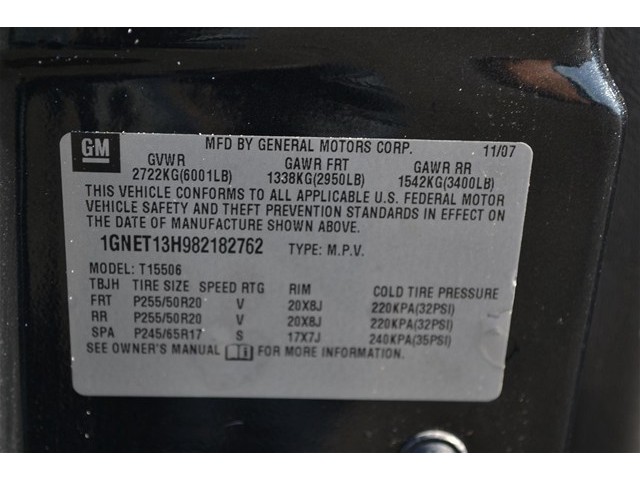 GM MFD BY GENERAL MOTORS CORP. 11/07
GVWR GAWR FRT GAWR RR
2722KG(6001LB) 1338KG(2950LB) 1542KG(3400LB)
THIS VEHICLE CONFORMS TO ALL APPLICABLE U.S. FEDERAL MOTOR
VEHICLE SAFETY AND THEFT PREVENTION STANDARDS IN EFFECT ON
THE DATE OF MANUFACTURE SHOWN ABOVE.
1GNET13H982182762 TYPE: M.P.V.
MODEL: T15506
TBJH TIRE SIZE SPEED RTG RIM COLD TIRE PRESSURE
FRT P255/50R20 V 20X8J 220KPA(32PSI)
RR P255/50R20 V 20X8J 220KPA(32PSI)
SPA P245/65R17 S 17X7J 240KPA(35PSI)
SEE OWNER'S MANUAL FOR MORE INFORMATION.